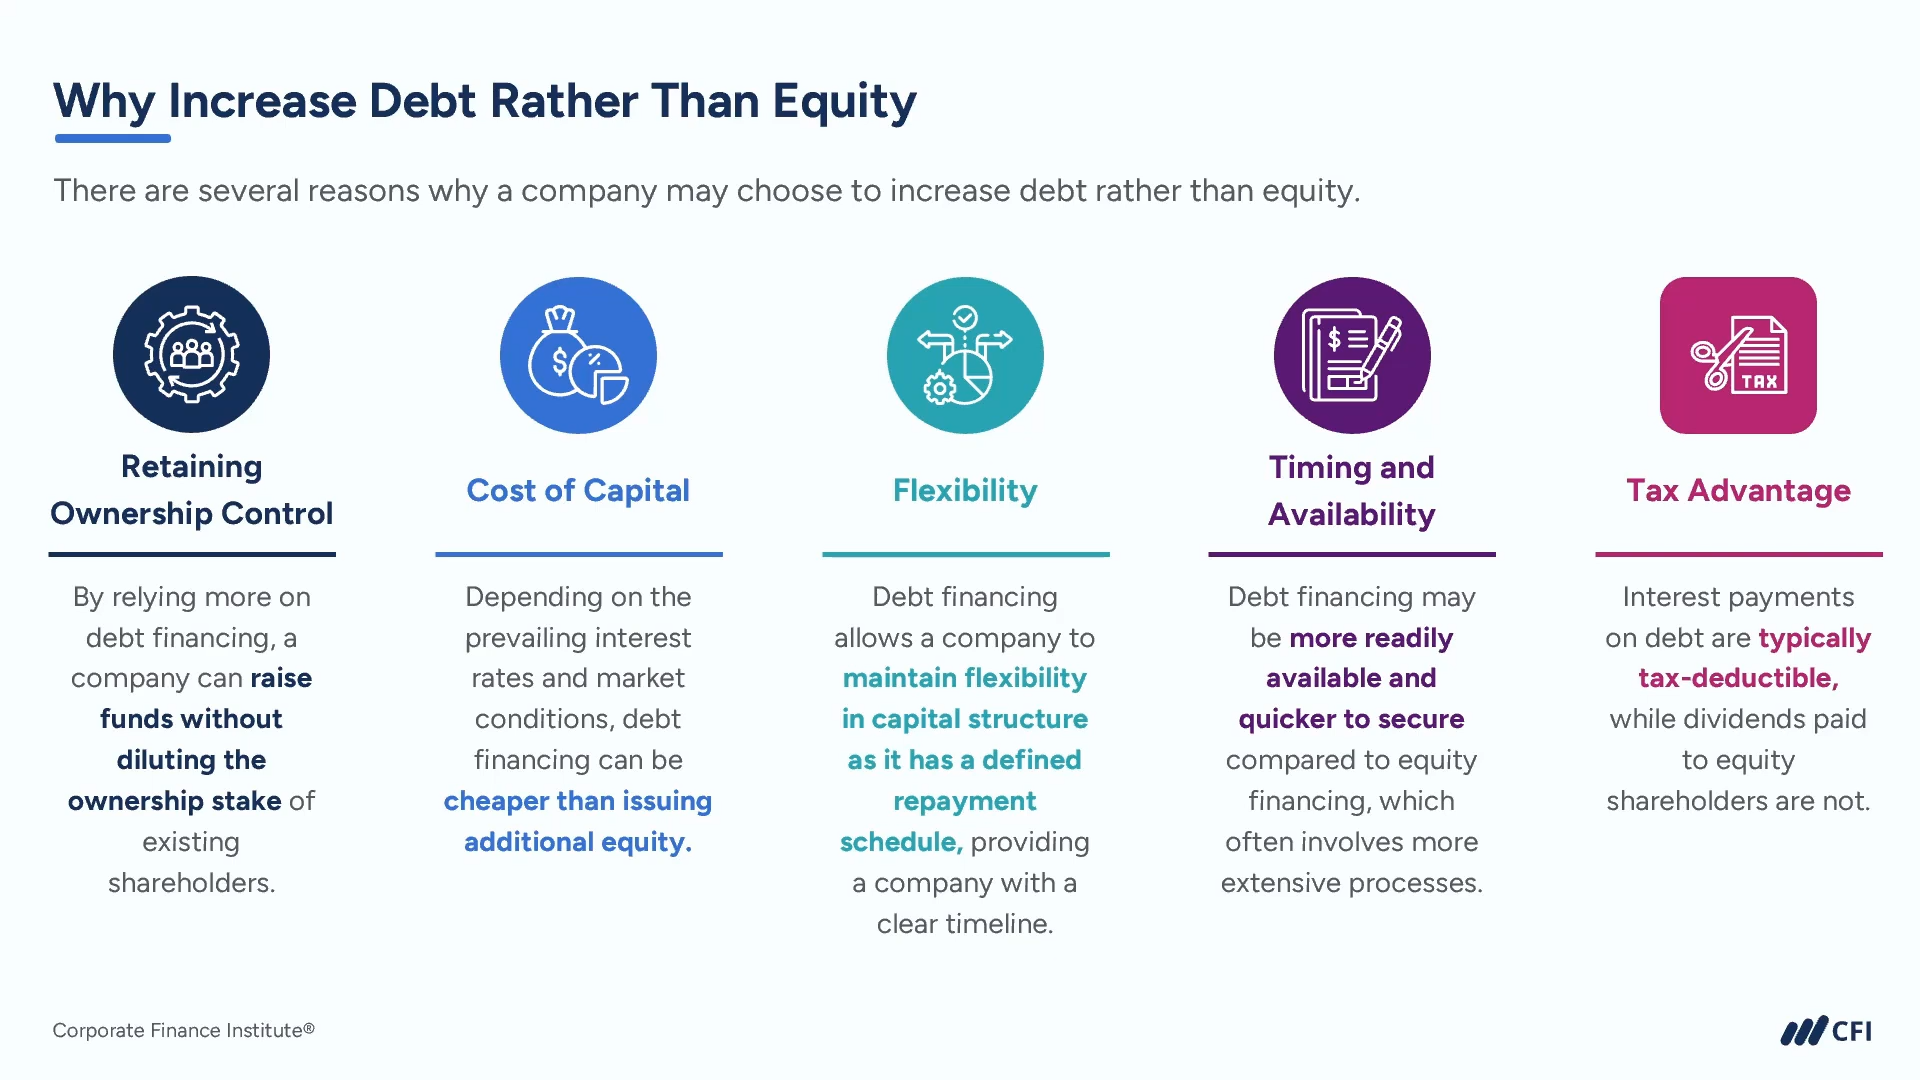 Why Increase Debt Rather Than Equity
There are several reasons why a company may choose to increase debt rather than equity.
Retaining
Ownership Control
By relying more on
debt financing, a
company can raise
funds without
diluting the
ownership stake of
existing
shareholders.
$
%
Cost of Capital
Depending on the
prevailing interest
rates and market
conditions, debt
financing can be
cheaper than issuing
additional equity.
Flexibility
Debt financing
allows a company to
maintain flexibility
in capital structure
as it has a defined
repayment
schedule, providing
a company with a
clear timeline.
$
Timing and
Availability
Debt financing may
be more readily
available and
quicker to secure
compared to equity
financing, which
often involves more
extensive processes.
TAX
Tax Advantage
Interest payments
on debt are typically
tax-deductible,
while dividends paid
to equity
shareholders are not.
Corporate Finance Institute®
CFI